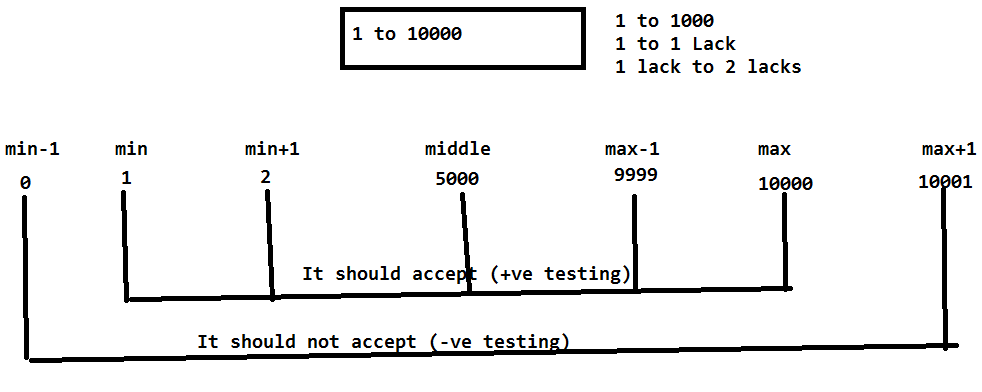 1 to 10000
1 to 1000
1 to 1 Lack
1 lack to 2 lacks
min-1 min min+1 middle max-1 max max+1
0 1 2 5000 9999 10000 10001
It should accept (+ve testing)
It should not accept (-ve testing)